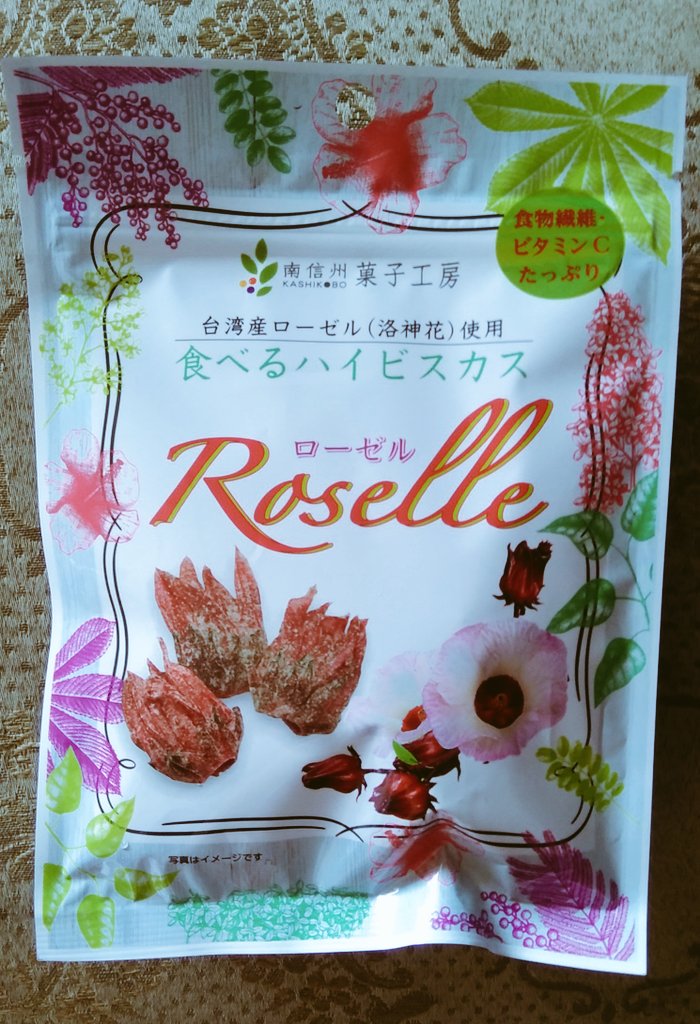 食物繊維・
ビタミンC
たっぷり
南信州菓子工房
KASHIKOBO
台湾産ローゼル(洛神花)使用
食べるハイビスカス
ローゼル
Roselle
写真はイメージです